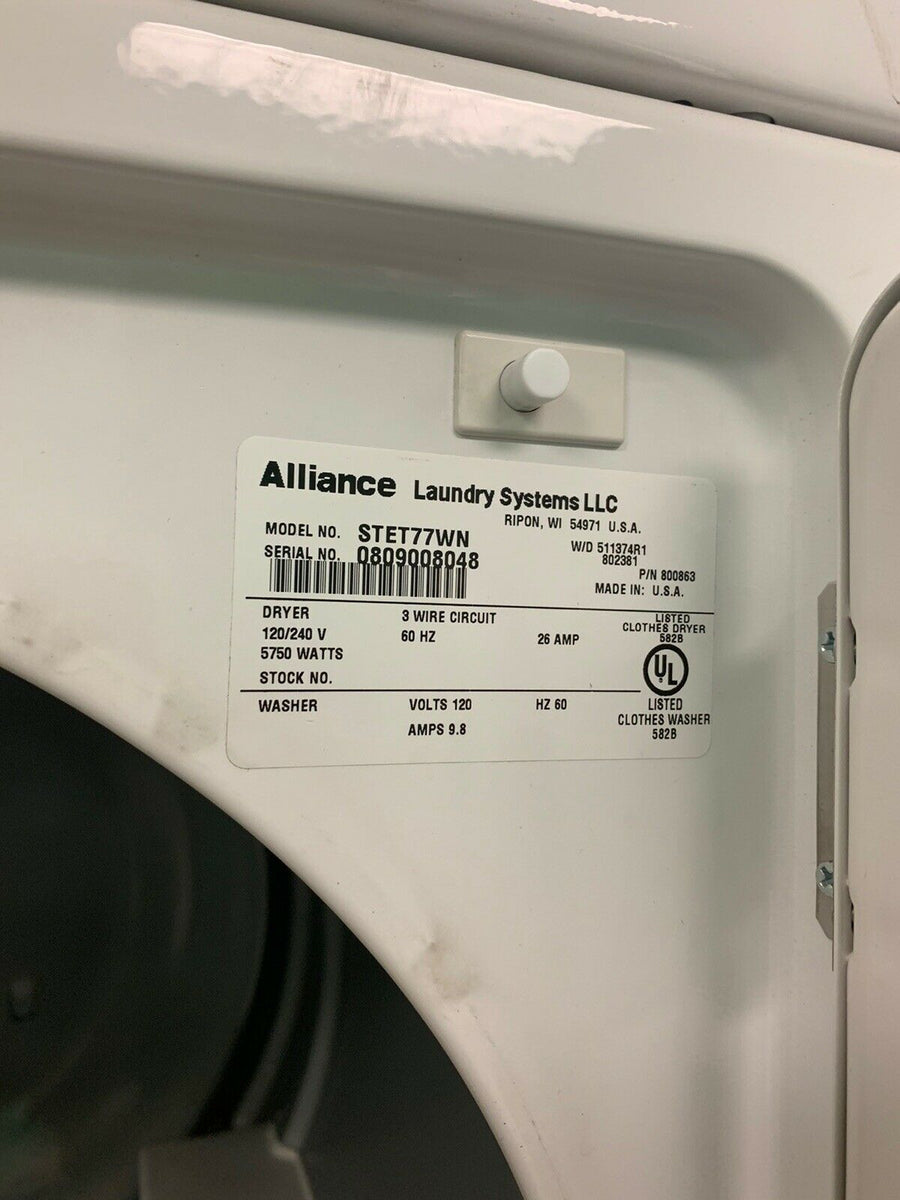 Alliance Laundry Systems LLC
RIPON, WI 54971 U.S.A.
MODEL NO. STET77WN
W/D 511374R1
SERIAL NO. 0809008048
802381
P/N 800863
MADE IN: U.S.A.
DRYER 3 WIRE CIRCUIT
LISTED
CLOTHES DRYER
582B
120/240 V 60 HZ 26 AMP
5750 WATTS
UL
STOCK NO.
WASHER VOLTS 120 HZ 60
LISTED
CLOTHES WASHER
AMPS 9.8
582B